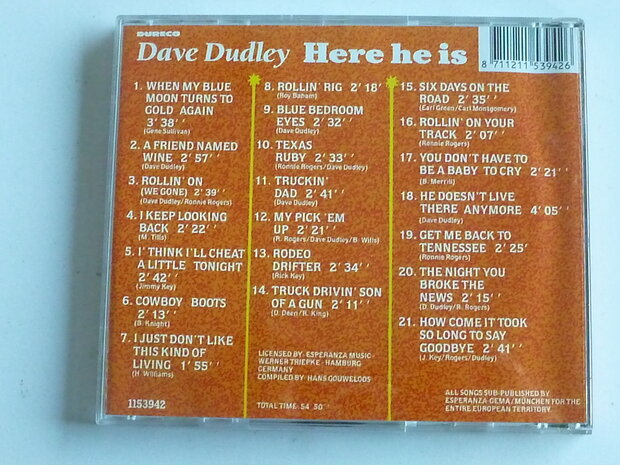 DURECO
Dave Dudley Here he is
8 711211 539426
1. WHEN MY BLUE
MOON TURNS TO
GOLD AGAIN
3' 38''
(Gene Sullivan)
2. A FRIEND NAMED
WINE 2' 57''
(Dave Dudley)
3. ROLLIN' ON
(WE GONE) 2' 39''
(Dave Dudley/Ronnie Rogers)
4. I KEEP LOOKING
BACK 2' 22''
(M. Tills)
5. I' THINK I'LL CHEAT
A LITTLE TONIGHT
2' 42''
(Jimmy Key)
6. COWBOY BOOTS
2' 13''
(B. Knight)
7. I JUST DON'T LIKE
THIS KIND OF
LIVING 1' 55''
(H. Williams)
1153942
8. ROLLIN' RIG 2' 18'
(Roy Baham)
9. BLUE BEDROOM
EYES 2' 32''
(Dave Dudley)
10. TEXAS
RUBY 2' 33''
(Ronnie Rogers/Dave Dudley)
11. TRUCKIN'
DAD 2' 41''
(Dave Dudley)
12. MY PICK 'EM
UP 2' 21''
(R. Rogers/Dave Dudley/B. Wills)
13. RODEO
DRIFTER 2' 34''
(Rick Key)
14. TRUCK DRIVIN' SON
OF A GUN 2' 11''
(D. Deen/R. King)
LICENSED BY: ESPERANZA MUSIC -
WERNER TRIEPKE - HAMBURG
GERMANY
COMPILED BY: HANS GOUWELOOS
TOTAL TIME: 54 50''
15. SIX DAYS ON THE
ROAD 2' 35''
(Earl Green/Carl Montgomery)
16. ROLLIN' ON YOUR
TRACK 2' 07''
(Ronnie Rogers)
17. YOU DON'T HAVE TO
BE A BABY TO CRY 2' 21''
(B. Merrill)
18. HE DOESN'T LIVE
THERE ANYMORE 4' 05''
(Dave Dudley)
19. GET ME BACK TO
TENNESSEE 2' 25'
(Ronnie Rogers)
20. THE NIGHT YOU
BROKE THE
NEWS 2' 15''
(D. Dudley/R. Rogers)
21. HOW COME IT TOOK
SO LONG TO SAY
GOODBYE 2' 41''
(J. Key/Rogers/Dudley)
ALL SONGS SUB-PUBLISHED BY
ESPERANZA-GEMA/MÜNCHEN FOR THE
ENTIRE EUROPEAN TERRITORY.